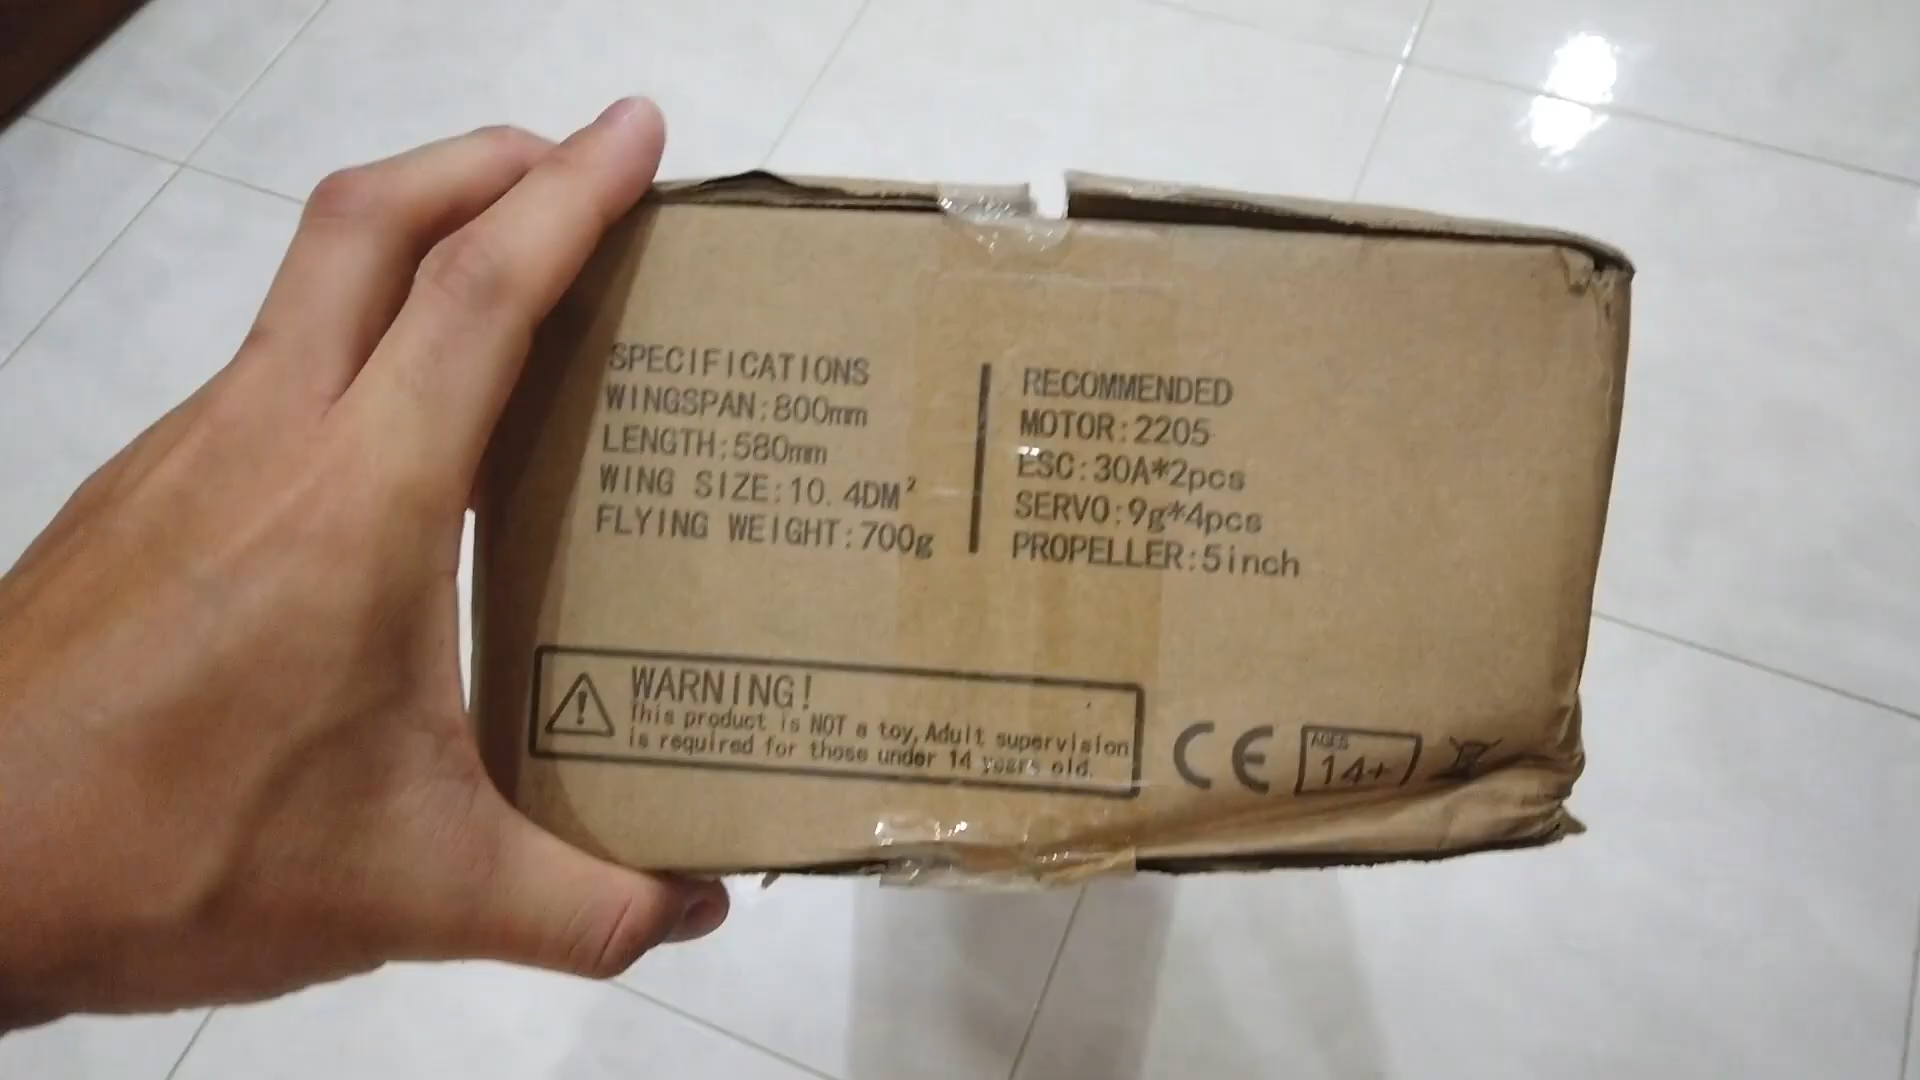 SPECIFICATIONS
WINGSPAN:800mm
LENGTH:580mm
WING SIZE:10.4DM²
FLYING WEIGHT:700g
RECOMMENDED
MOTOR:2205
ESC:30A*2pcs
SERVO:9g*4pcs
PROPELLER:5inch
WARNING!
This product is NOT a toy,Adult supervision
is required for those under 14 years old.
CE
AGES
14+